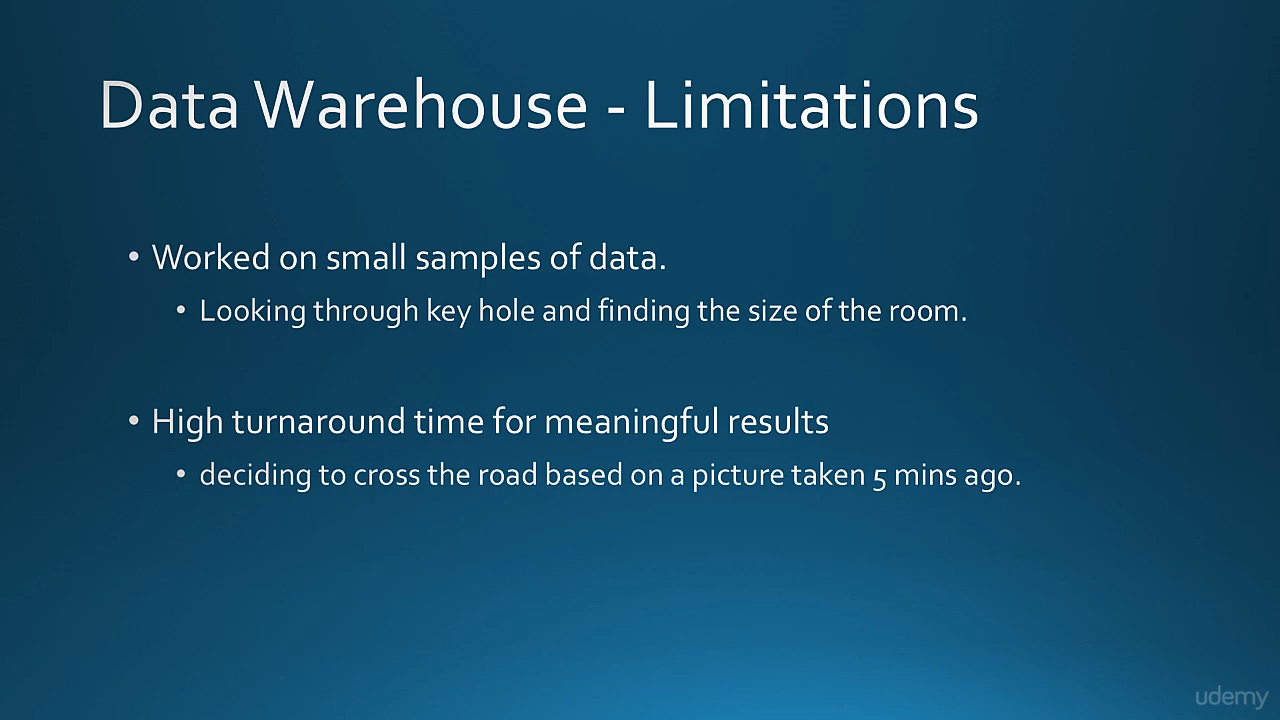 Data Warehouse - Limitations
• Worked on small samples of data.
• Looking through key hole and finding the size of the room.
• High turnaround time for meaningful results
• deciding to cross the road based on a picture taken 5 mins ago.
udemy